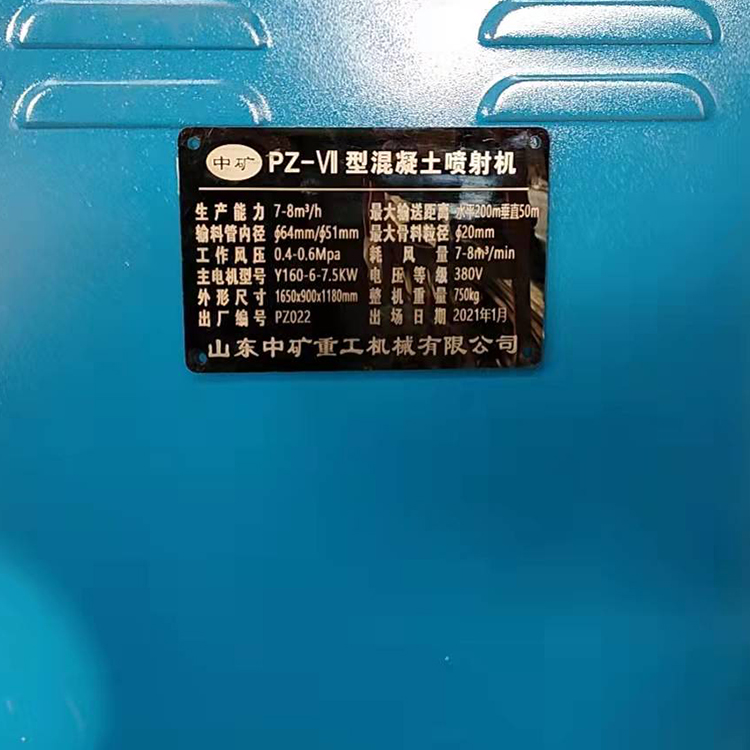 中矿 PZ-Ⅶ型混凝土喷射机
生产能力 7-8m³/h 最大输送距离 水平200m垂直50m
输料管内径 ∮64mm/∮51mm 最大骨料粒径 ∮20mm
工作风压 0.4-0.6Mpa 耗风量 7-8m³/min
主电机型号 Y160-6-7.5KW 电压等级 380V
外形尺寸 1650x900x1180mm 整机重量 750kg
出厂编号 PZ022 出场日期 2021年1月
山东中矿重工机械有限公司